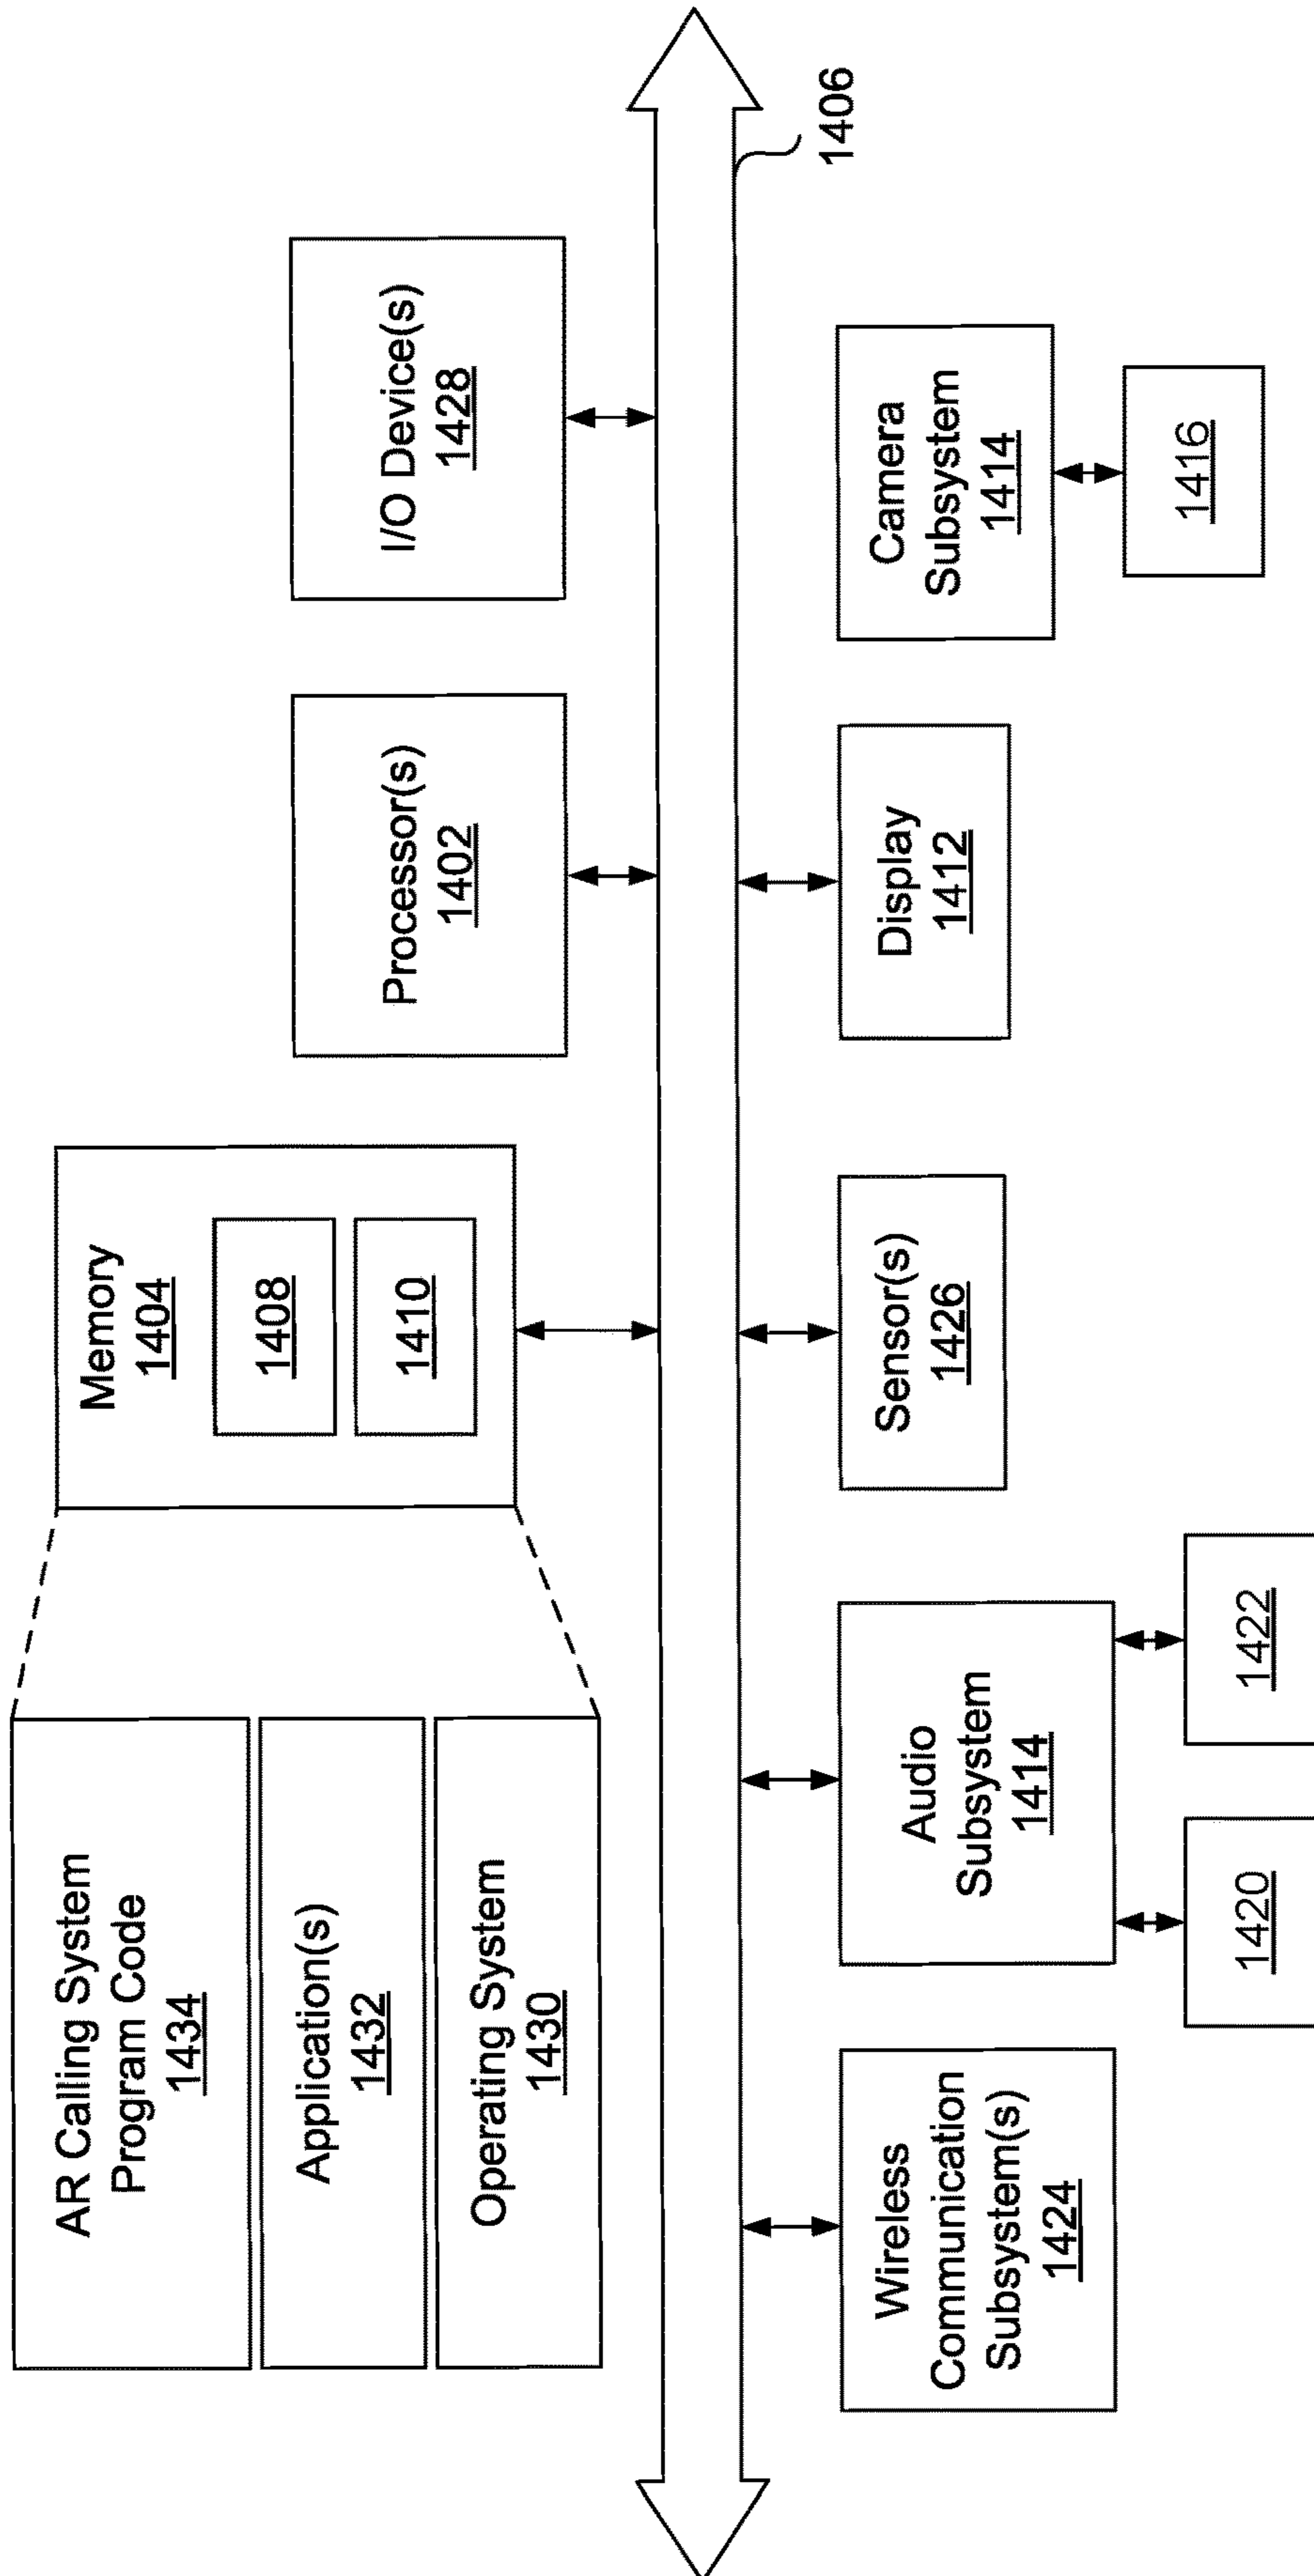 AR Calling System
Program Code
1434
Application(s)
1432
Operating System
1430
Memory
1404
1408
1410
Processor(s)
1402
I/O Device(s)
1428
1406
Wireless
Communication
Subsystem(s)
1424
Audio
Subsystem
1414
1420
1422
Sensor(s)
1426
Display
1412
Camera
Subsystem
1414
1416